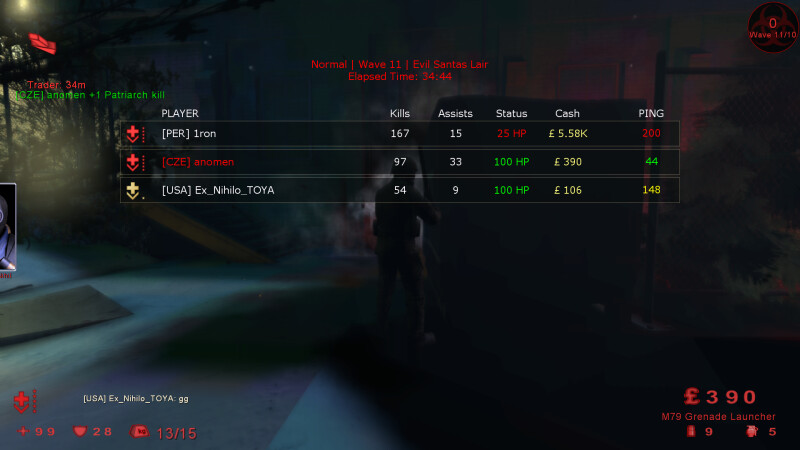 0
Wave 11/10
Normal | Wave 11 | Evil Santas Lair
Elapsed Time: 34:44
Trader: 34m
[CZE] anomen +1 Patriarch kill
PLAYER Kills Assists Status Cash PING
[PER] 1ron 167 15 25 HP £ 5.58K 200
[CZE] anomen 97 33 100 HP £ 390 44
[USA] Ex_Nihilo_TOYA 54 9 100 HP £ 106 148
[USA] Ex_Nihilo_TOYA: gg
£ 390
M79 Grenade Launcher
99 28 13/15
9 5